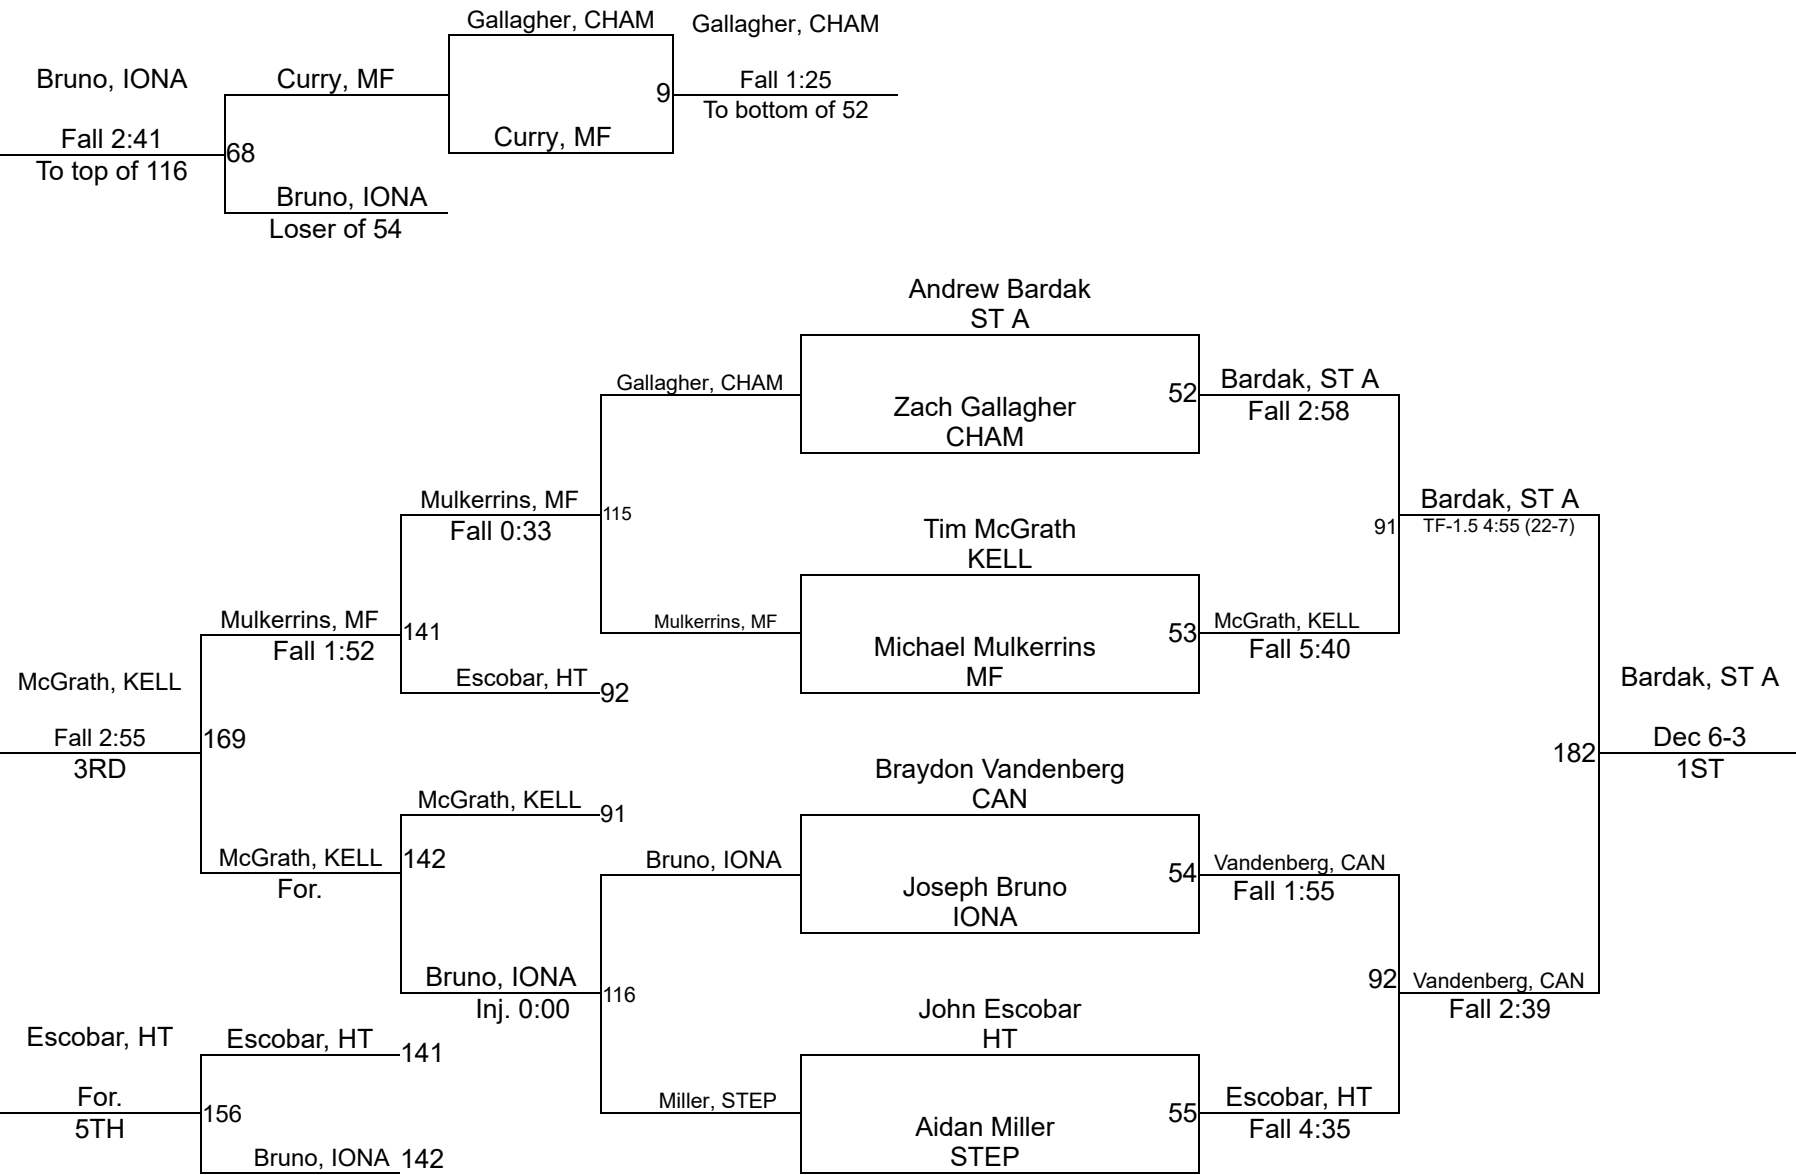 Gallagher, CHAM
Gallagher, CHAM
Bruno, IONA
Curry, MF
Fall 1:25
9
To bottom of 52
Fall 2:41
Curry, MF
68
To top of 116
Bruno, IONA
Loser of 54
Andrew Bardak
ST A
Gallagher, CHAM
Zach Gallagher
CHAM
52
Bardak, ST A
Fall 2:58
Mulkerrins, MF
Fall 0:33
115
Tim McGrath
KELL
91
Bardak, ST A
TF-1.5 4:55 (22-7)
Mulkerrins, MF
Fall 1:52
141
Mulkerrins, MF
Michael Mulkerrins
MF
53
McGrath, KELL
Fall 5:40
Escobar, HT
92
McGrath, KELL
Fall 2:55
3RD
169
Bardak, ST A
182
Dec 6-3
1ST
Braydon Vandenberg
CAN
McGrath, KELL
91
McGrath, KELL
For.
142
Bruno, IONA
Joseph Bruno
IONA
54
Vandenberg, CAN
Fall 1:55
Bruno, IONA
Inj. 0:00
116
92
Vandenberg, CAN
Fall 2:39
John Escobar
HT
Escobar, HT
Escobar, HT
141
For.
5TH
156
Miller, STEP
Aidan Miller
STEP
55
Escobar, HT
Fall 4:35
Bruno, IONA
142